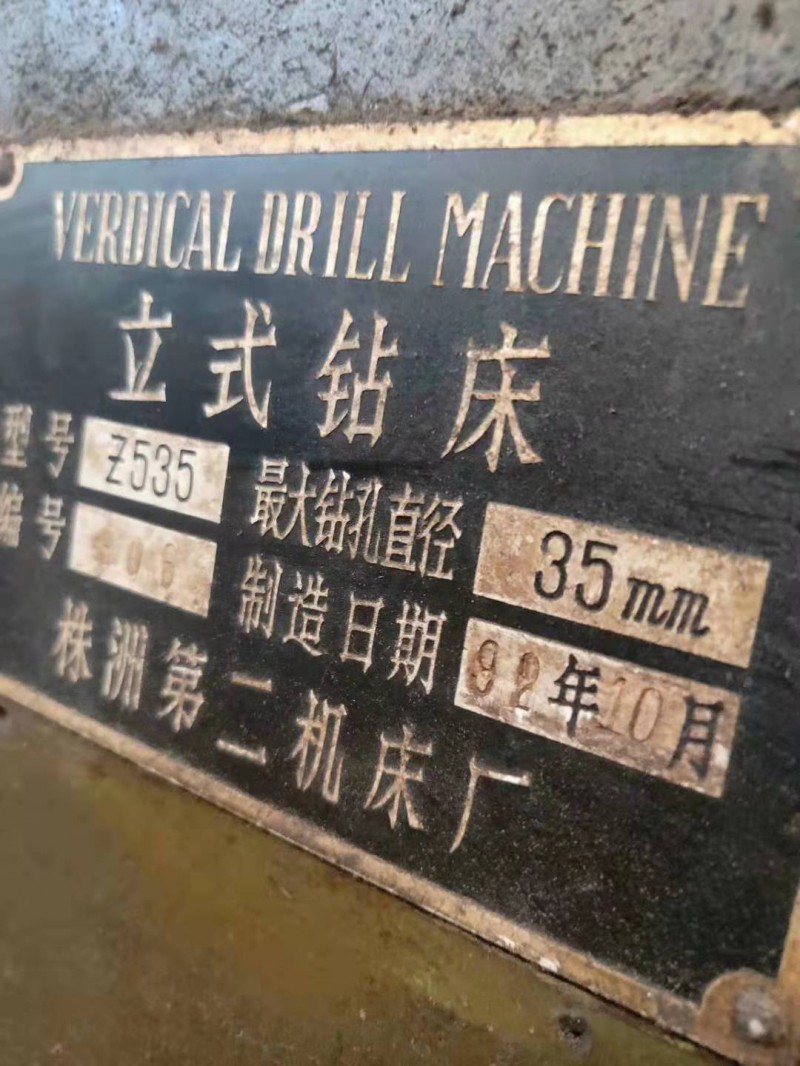 VERDICAL DRILL MACHINE
立式钻床
型号 Z535 最大钻孔直径 35mm
编号 制造日期 92年10月
株洲第二机床厂